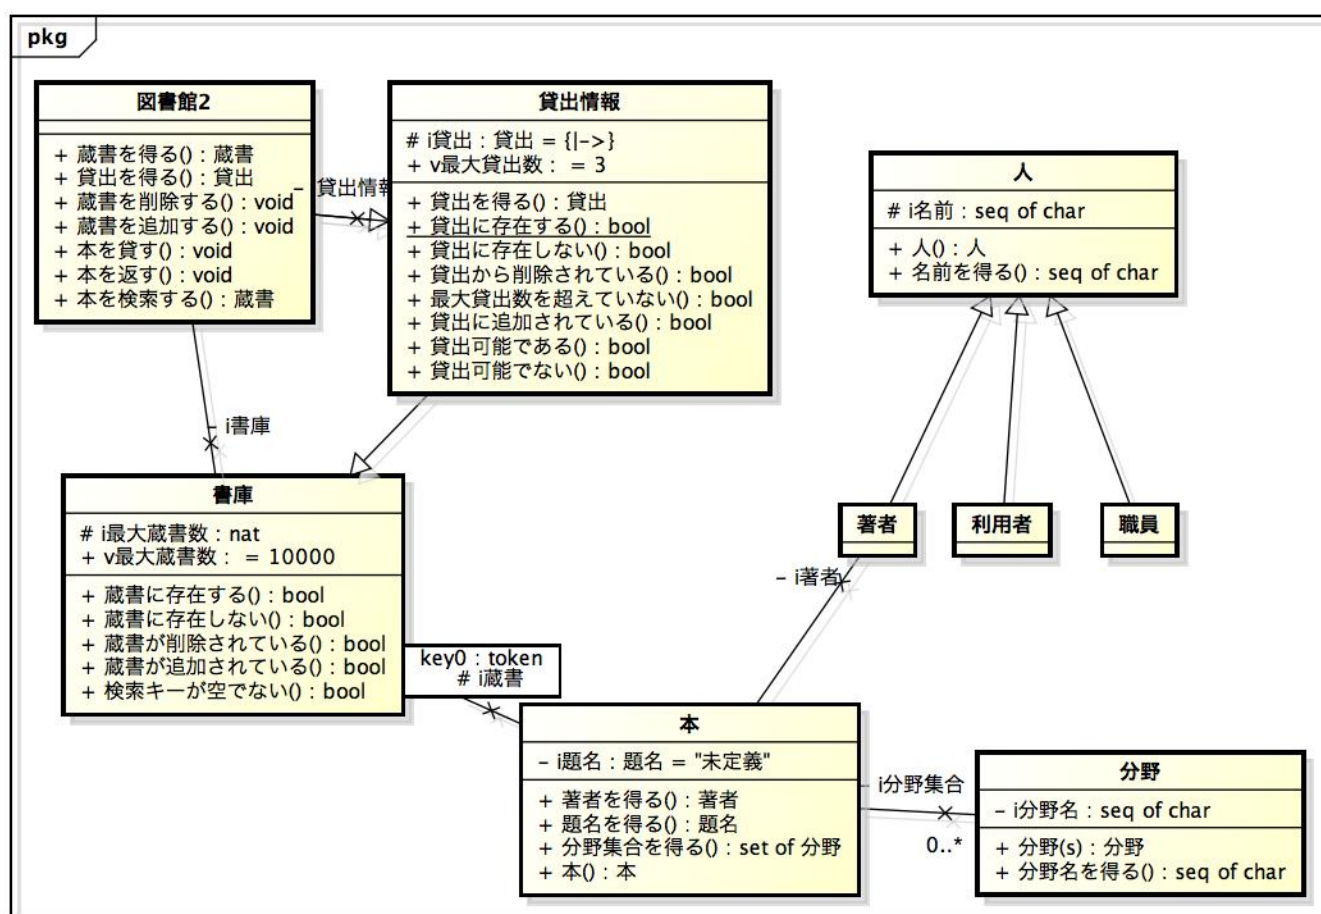 pkg
図書館2
+ 蔵書を得る() : 蔵書
+ 貸出を得る() : 貸出
+ 蔵書を削除する() : void
+ 蔵書を追加する() : void
+ 本を貸す() : void
+ 本を返す() : void
+ 本を検索する() : 蔵書
- 貸出情報
貸出情報
# i貸出 : 貸出 = {|->}
+ v最大貸出数 : = 3
+ 貸出を得る() : 貸出
+ 貸出に存在する() : bool
+ 貸出に存在しない() : bool
+ 貸出から削除されている() : bool
+ 最大貸出数を超えていない() : bool
+ 貸出に追加されている() : bool
+ 貸出可能である() : bool
+ 貸出可能でない() : bool
人
# i名前 : seq of char
+ 人() : 人
+ 名前を得る() : seq of char
- i書庫
書庫
# i最大蔵書数 : nat
+ v最大蔵書数 : = 10000
+ 蔵書に存在する() : bool
+ 蔵書に存在しない() : bool
+ 蔵書が削除されている() : bool
+ 蔵書が追加されている() : bool
+ 検索キーが空でない() : bool
著者
利用者
職員
- i著者
key0 : token
# i蔵書
本
- i題名 : 題名 = "未定義"
+ 著者を得る() : 著者
+ 題名を得る() : 題名
+ 分野集合を得る() : set of 分野
+ 本() : 本
- i分野集合
0..*
分野
- i分野名 : seq of char
+ 分野(s) : 分野
+ 分野名を得る() : seq of char